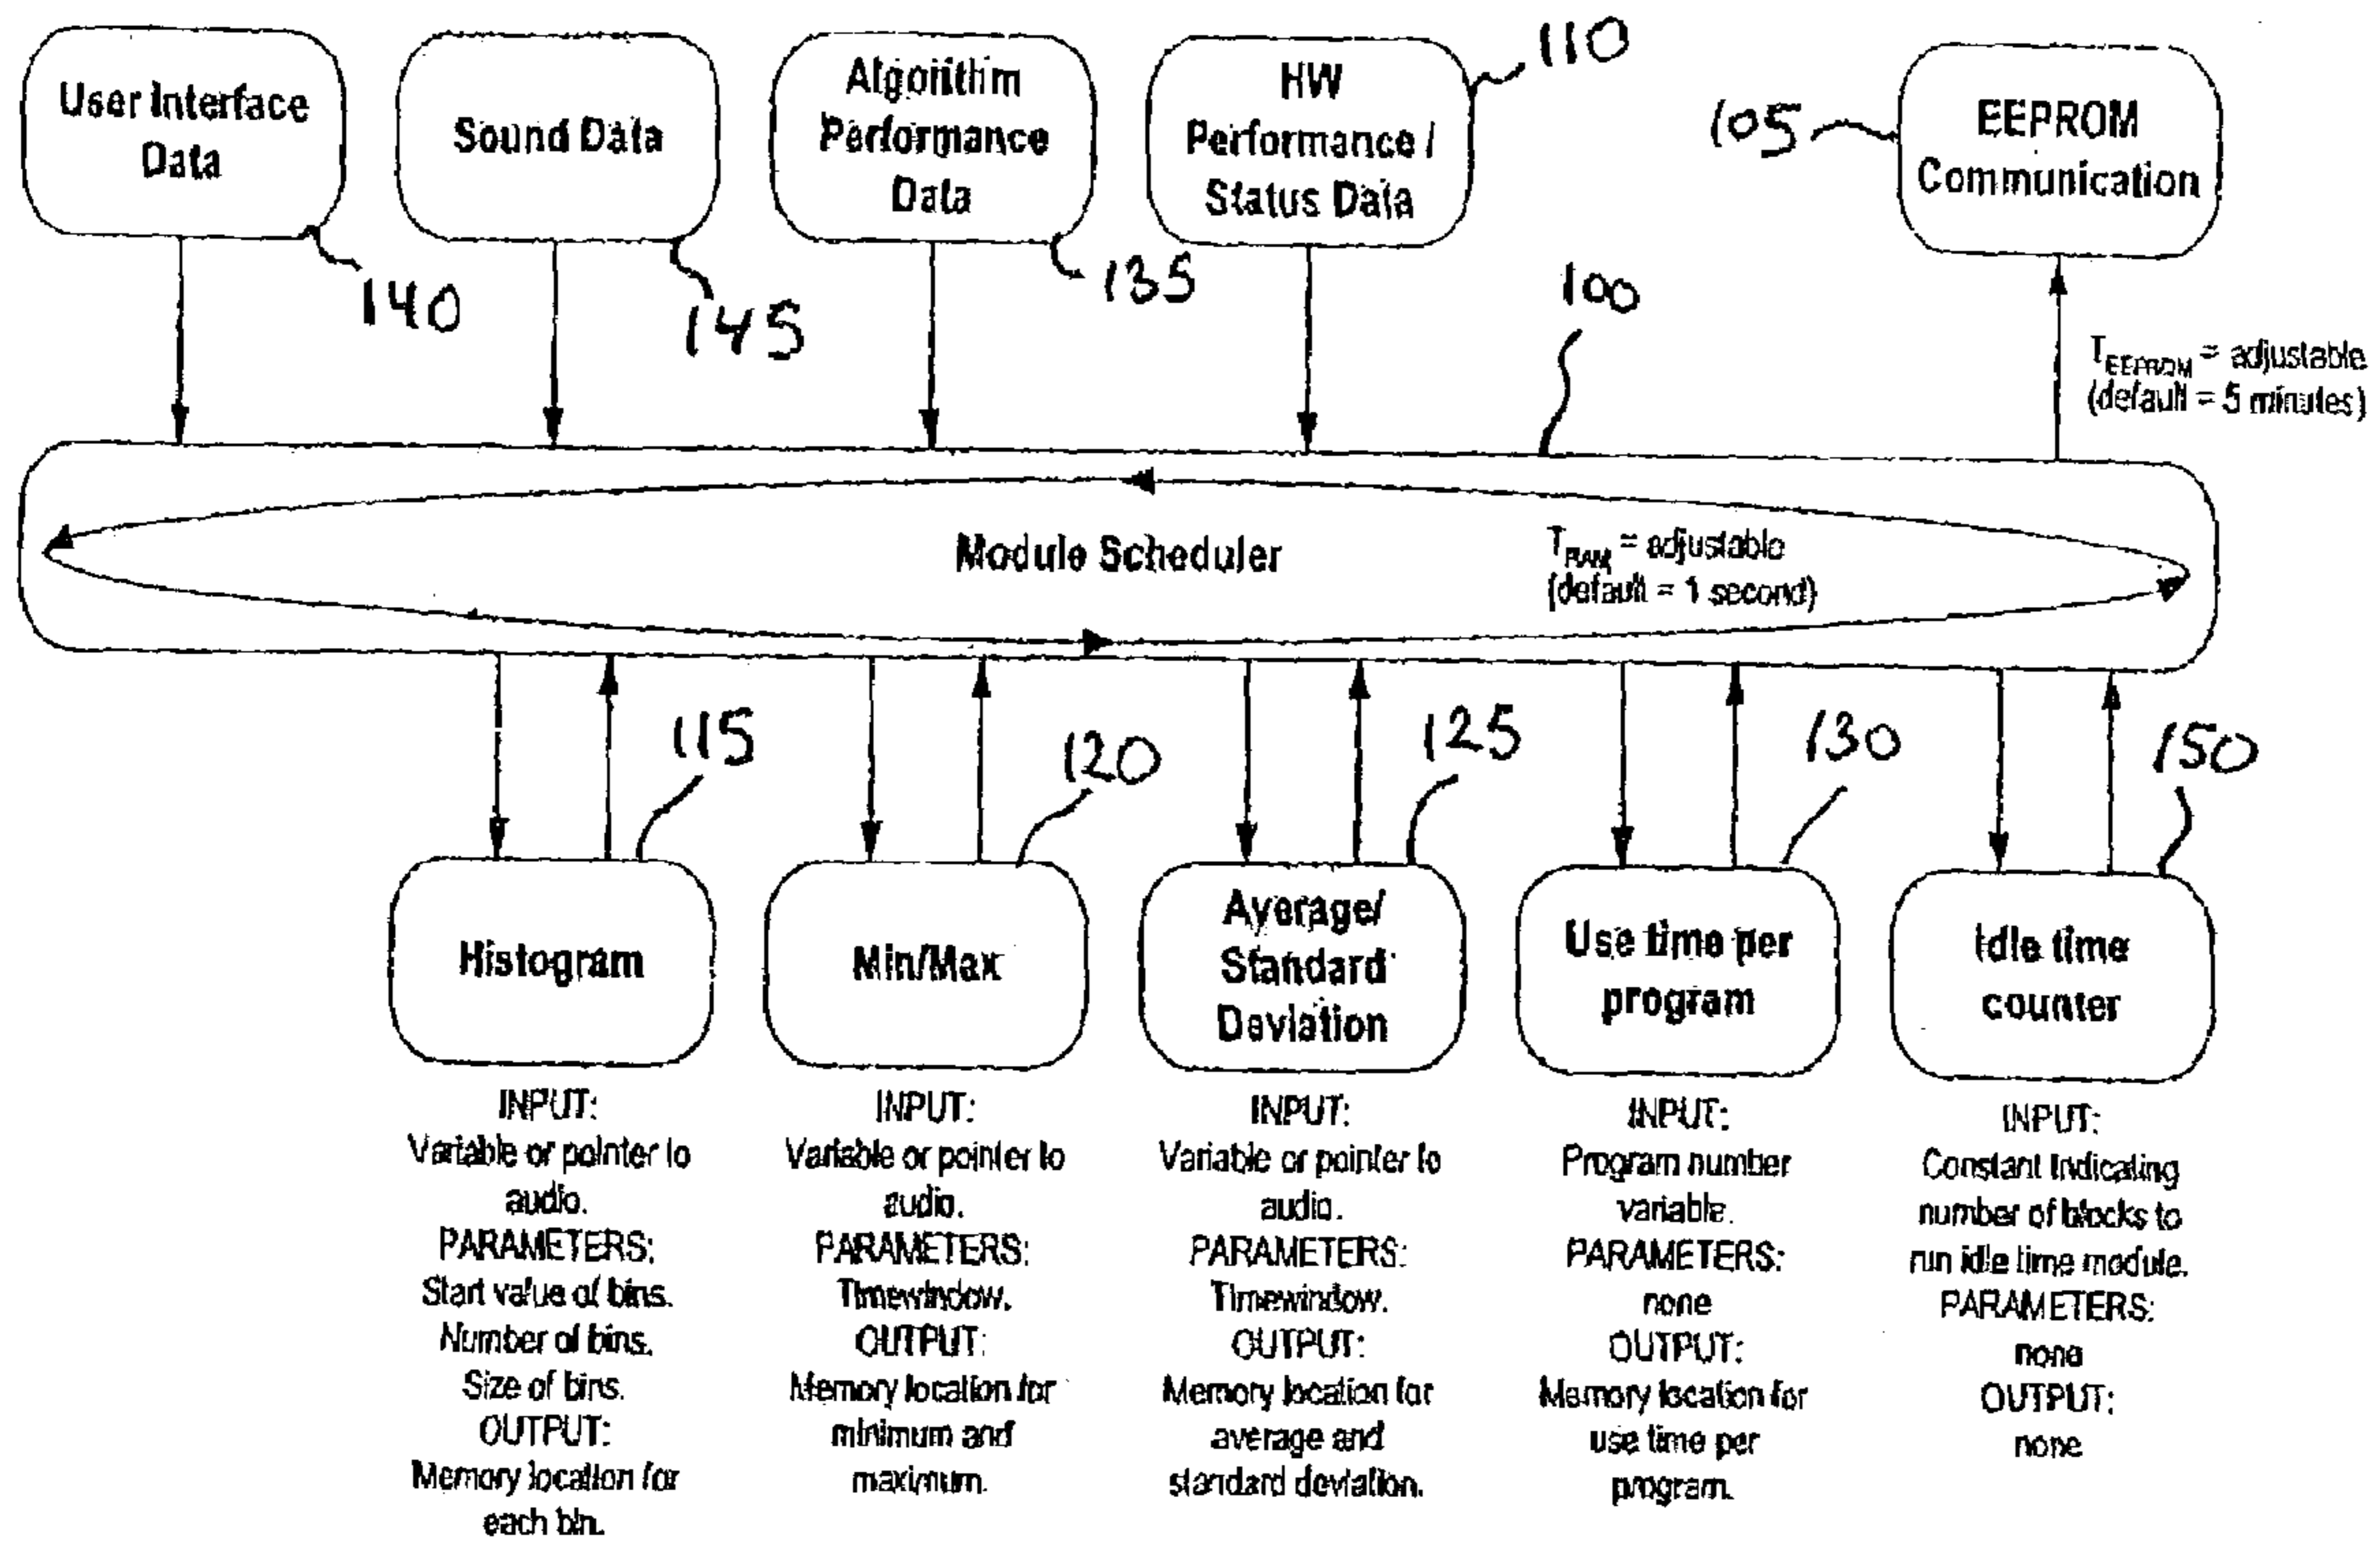 User Interface
Data
140
Sound Data
145
Algorithm
Performance
Data
135
HW
Performance /
Status Data
110
105
EEPROM
Communication
100
T EEPROM = adjustable
(default = 5 minutes)
Module Scheduler
T RAM = adjustable
(default = 1 second)
115
120
125
130
150
Histogram
INPUT:
Variable or pointer to
audio.
PARAMETERS:
Start value of bins.
Number of bins.
Size of bins.
OUTPUT:
Memory location for
each bin.
Min/Max
INPUT:
Variable or pointer to
audio.
PARAMETERS:
Timewindow.
OUTPUT:
Memory location for
minimum and
maximum.
Average/
Standard
Deviation
INPUT:
Variable or pointer to
audio.
PARAMETERS:
Timewindow.
OUTPUT:
Memory location for
average and
standard deviation.
Use time per
program
INPUT:
Program number
variable.
PARAMETERS:
none
OUTPUT:
Memory location for
use time per
program.
Idle time
counter
INPUT:
Constant Indicating
number of blocks to
run idle time module.
PARAMETERS:
none
OUTPUT:
none